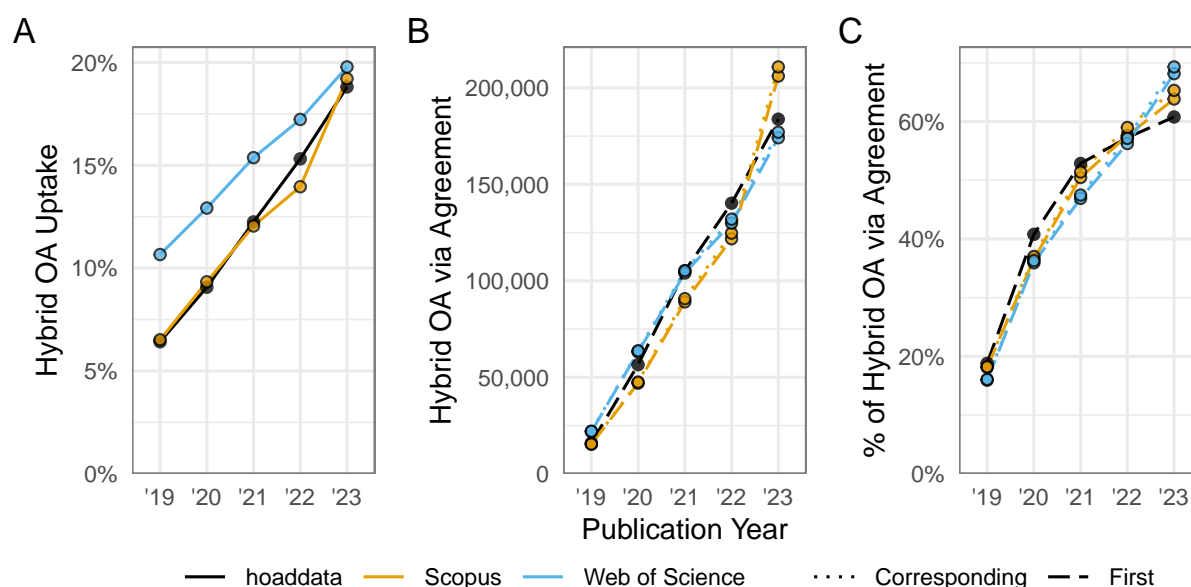 A
Hybrid OA Uptake
20%
15%
10%
5%
0%
'19 '20 '21 '22 '23
B
Hybrid OA via Agreement
200,000
150,000
100,000
50,000
0
'19 '20 '21 '22 '23
Publication Year
C
% of Hybrid OA via Agreement
60%
40%
20%
0%
'19 '20 '21 '22 '23
hoaddata Scopus Web of Science Corresponding First